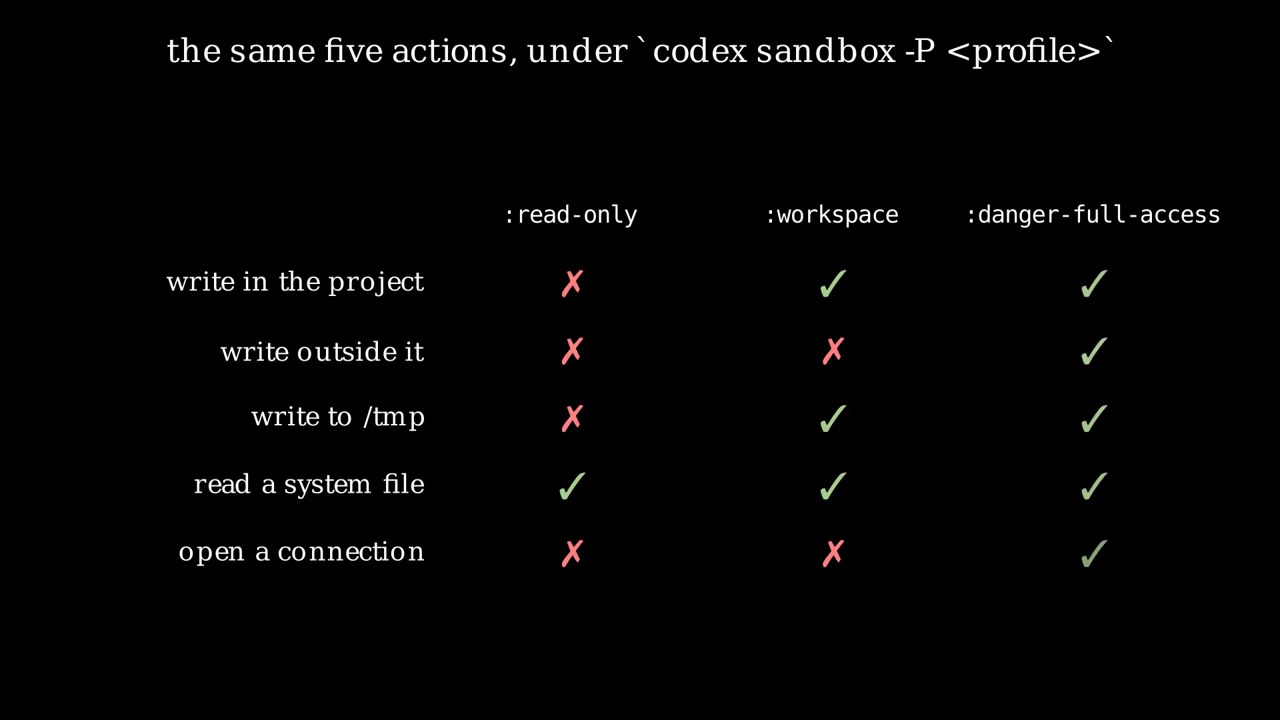 the same five actions, under `codex sandbox -P <profile>`
:read-only :workspace :danger-full-access
write in the project ✗ ✓ ✓
write outside it ✗ ✗ ✓
write to /tmp ✗ ✓ ✓
read a system file ✓ ✓ ✓
open a connection ✗ ✗ ✓